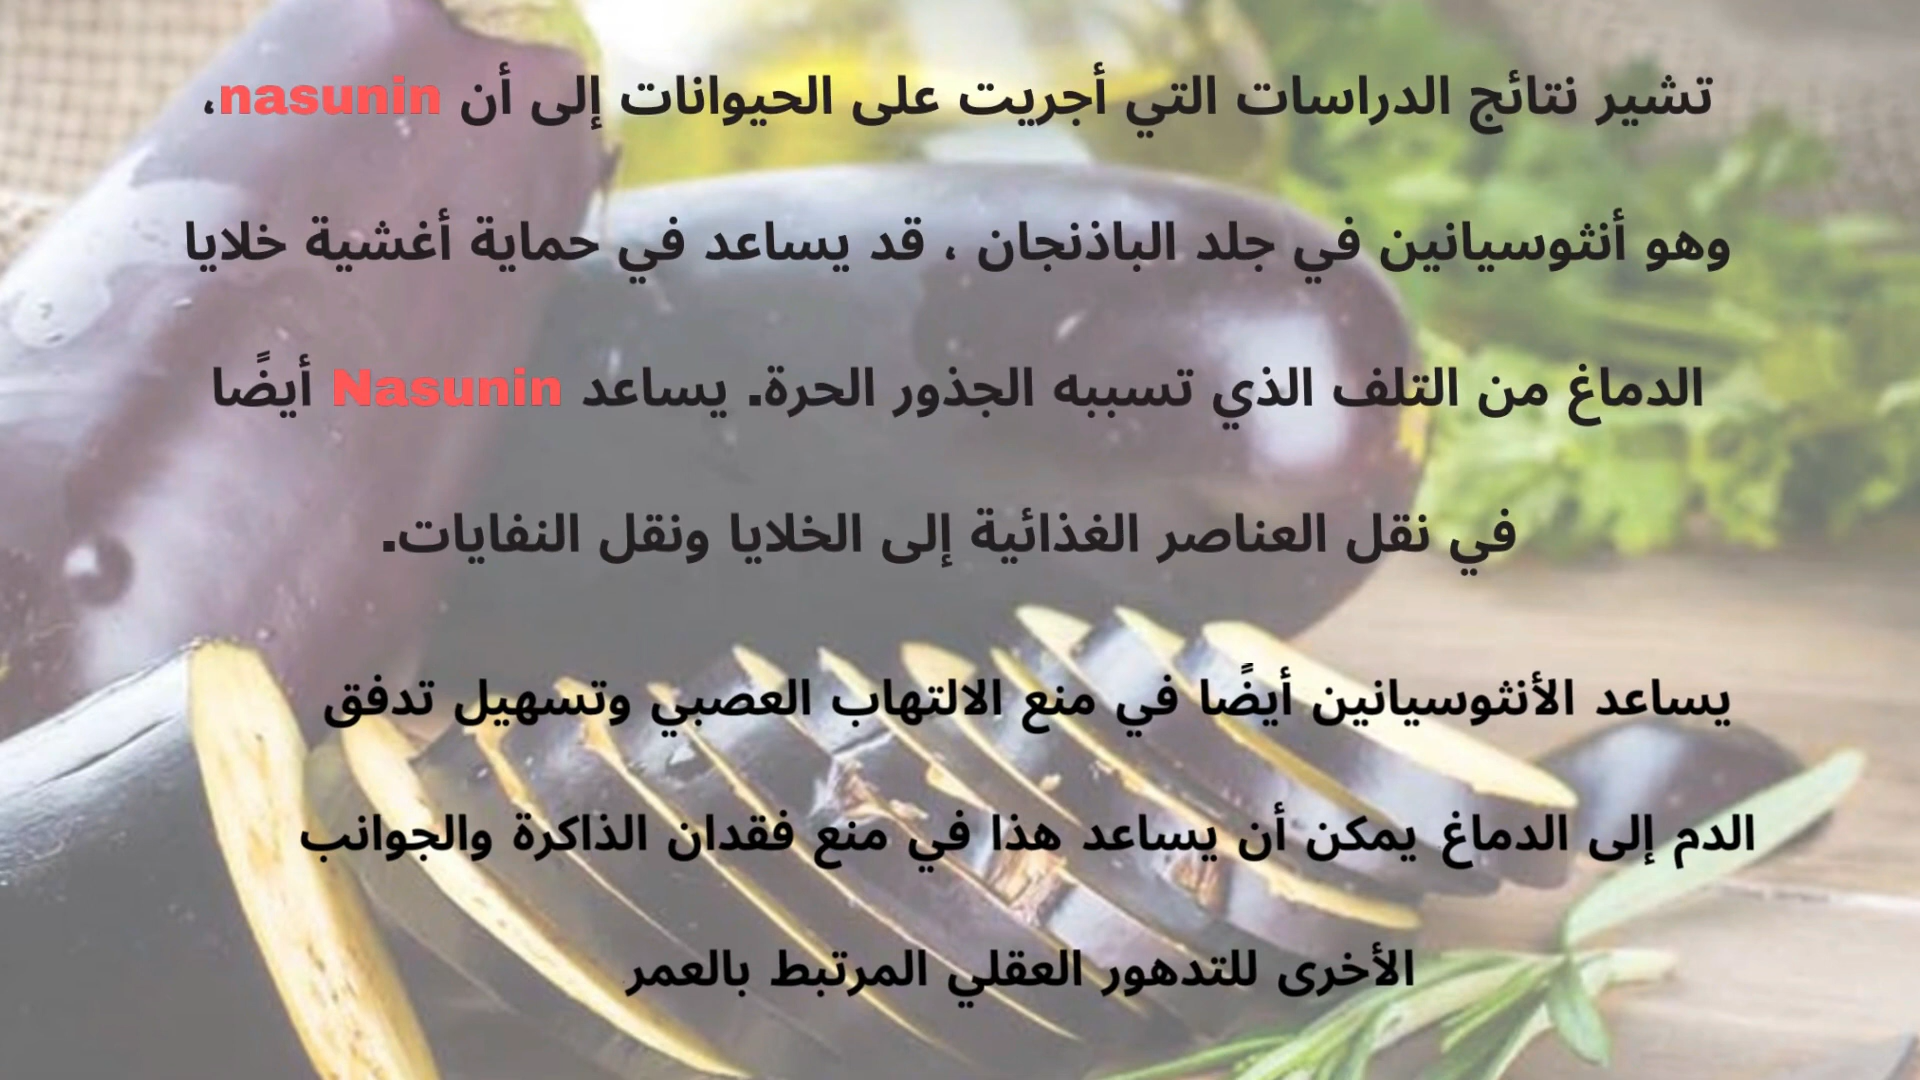 تشير نتائج الدراسات التي أجريت على الحيوانات إلى أن nasunin،
وهو أنثوسيانين في جلد الباذنجان ، قد يساعد في حماية أغشية خلايا
الدماغ من التلف الذي تسببه الجذور الحرة. يساعد Nasunin أيضًا
في نقل العناصر الغذائية إلى الخلايا ونقل النفايات.
يساعد الأنثوسيانين أيضًا في منع الالتهاب العصبي وتسهيل تدفق
الدم إلى الدماغ يمكن أن يساعد هذا في منع فقدان الذاكرة والجوانب
الأخرى للتدهور العقلي المرتبط بالعمر